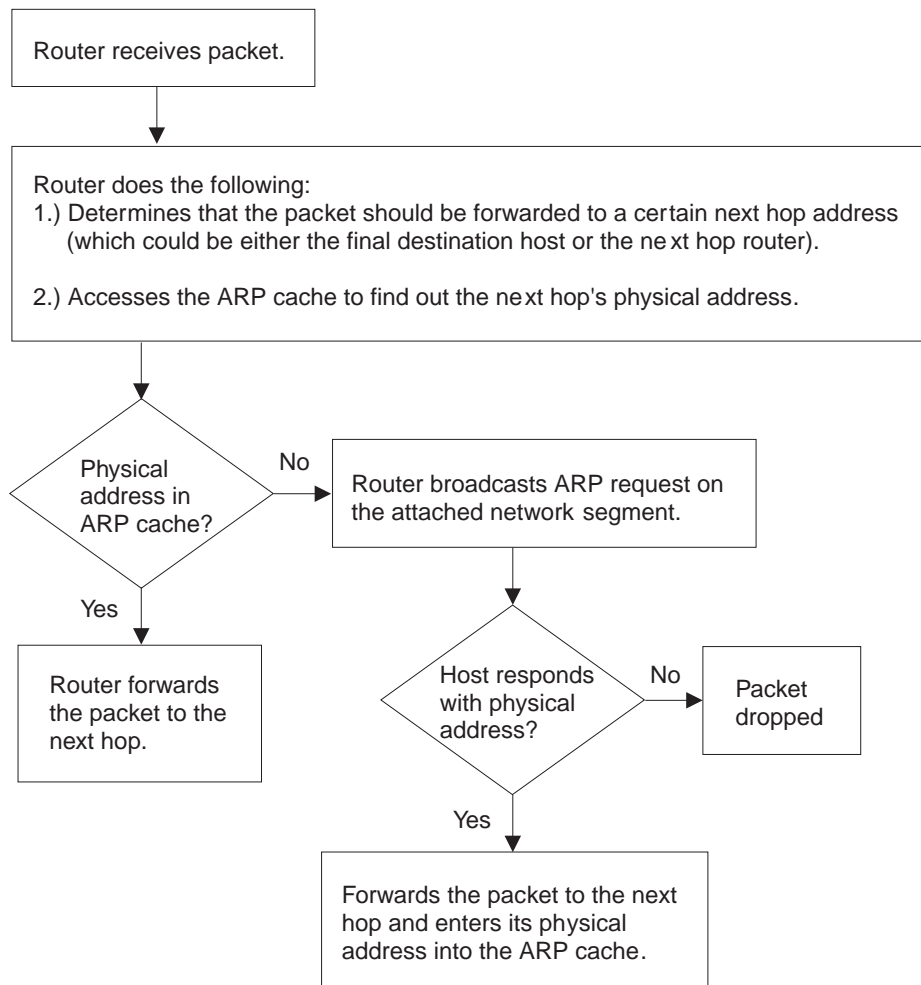 Router receives packet.
Router does the following:
1.) Determines that the packet should be forwarded to a certain next hop address
(which could be either the final destination host or the next hop router).
2.) Accesses the ARP cache to find out the next hop's physical address.
Physical
address in
ARP cache?
No
Router broadcasts ARP request on
the attached network segment.
Yes
Router forwards
the packet to the
next hop.
Host responds
with physical
address?
No
Packet
dropped
Yes
Forwards the packet to the next
hop and enters its physical
address into the ARP cache.